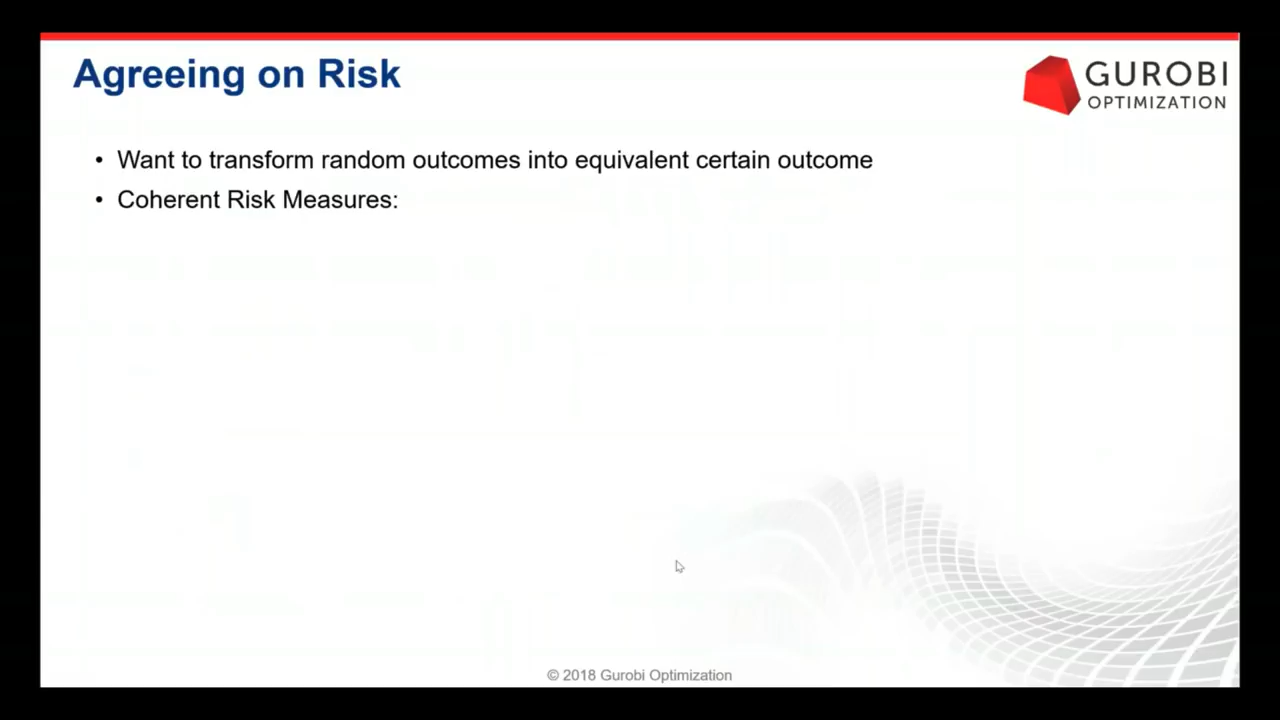 Agreeing on Risk
GUROBI
OPTIMIZATION
• Want to transform random outcomes into equivalent certain outcome
• Coherent Risk Measures:
© 2018 Gurobi Optimization